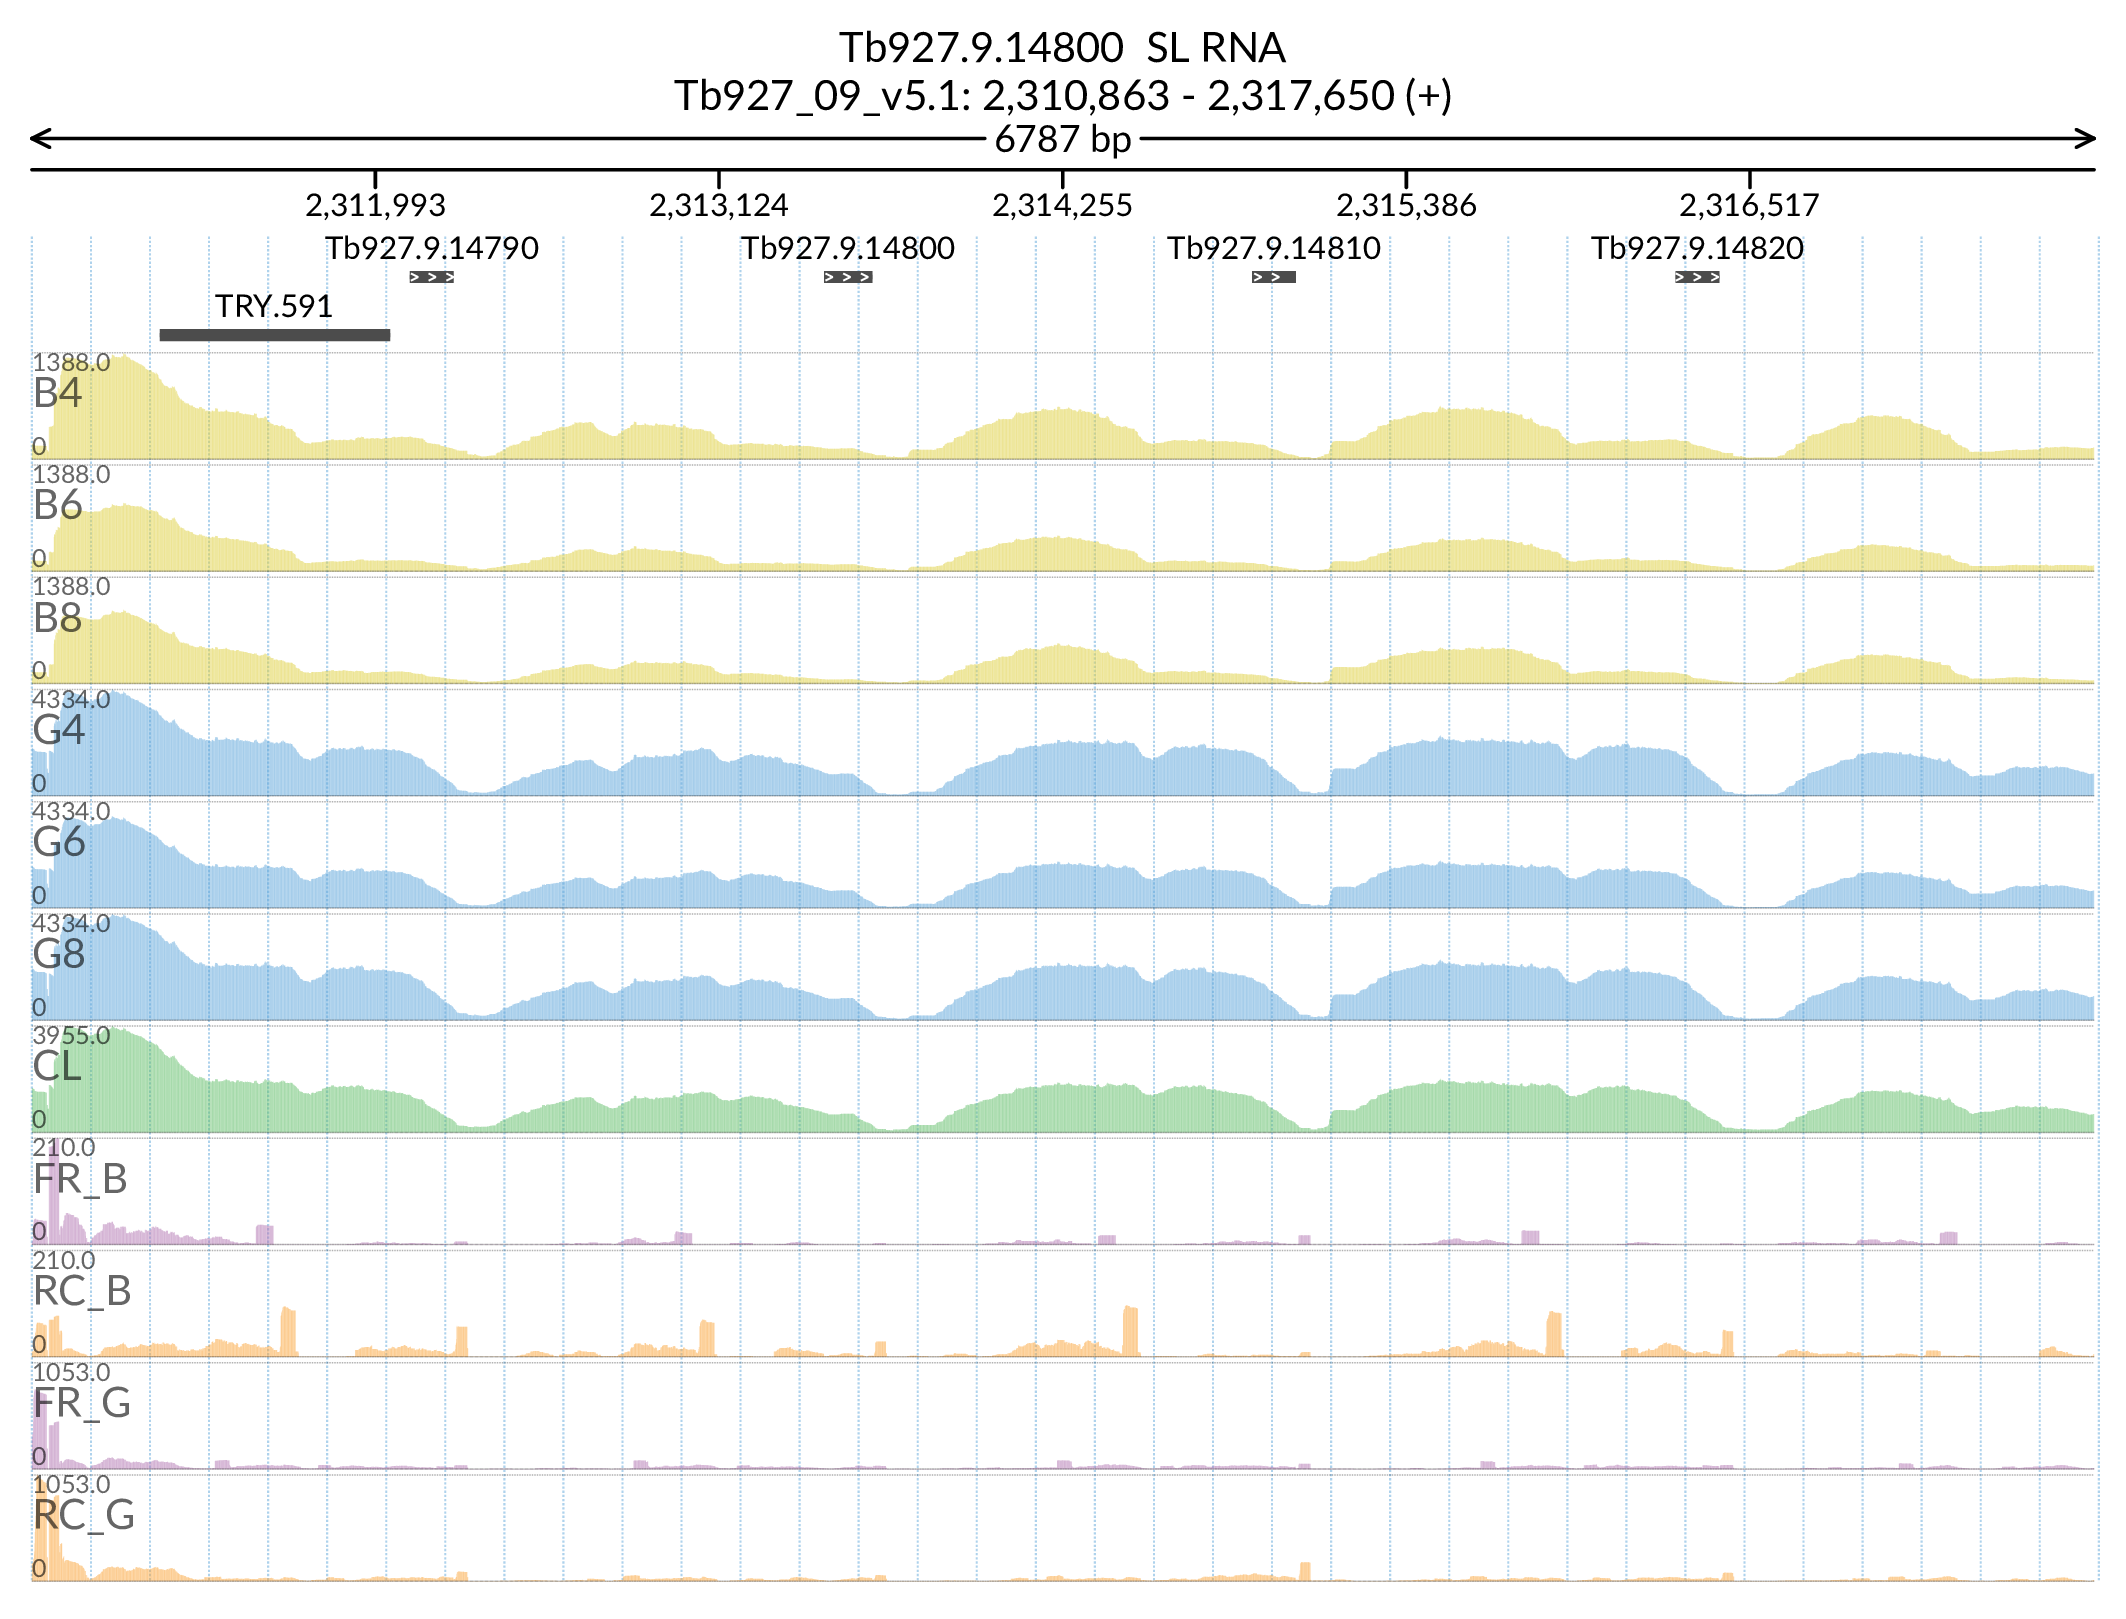 Tb927.9.14800 SL RNA
Tb927_09_v5.1: 2,310,863 - 2,317,650 (+)
6787 bp
2,311,993 2,313,124 2,314,255 2,315,386 2,316,517
Tb927.9.14790 Tb927.9.14800 Tb927.9.14810 Tb927.9.14820
TRY.591
1388.0
B4
0
1388.0
B6
0
1388.0
B8
0
4334.0
G4
0
4334.0
G6
0
4334.0
G8
0
3955.0
CL
0
210.0
FR_B
0
210.0
RC_B
0
1053.0
FR_G
0
1053.0
RC_G
0